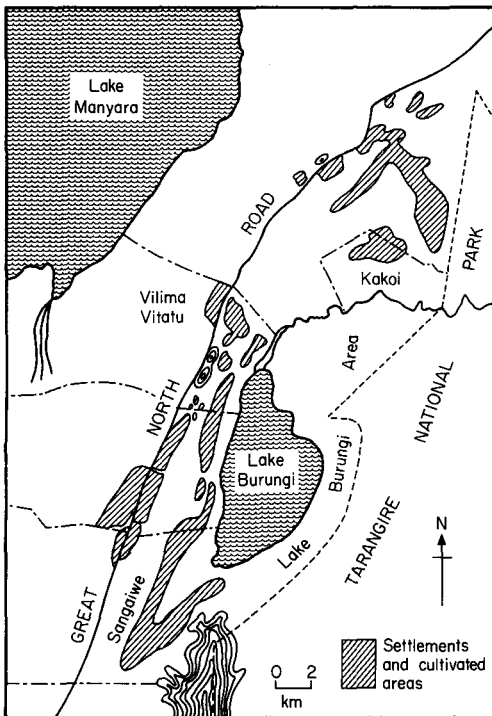 Lake
Manyara
ROAD
PARK
Kakoi
Vilima
Vitatu
Area
NATIONAL
NORTH
Lake
Burungi
Burungi
Lake
TARANGIRE
N
GREAT
Sangaiwe
Settlements
and cultivated
areas
0 2
km